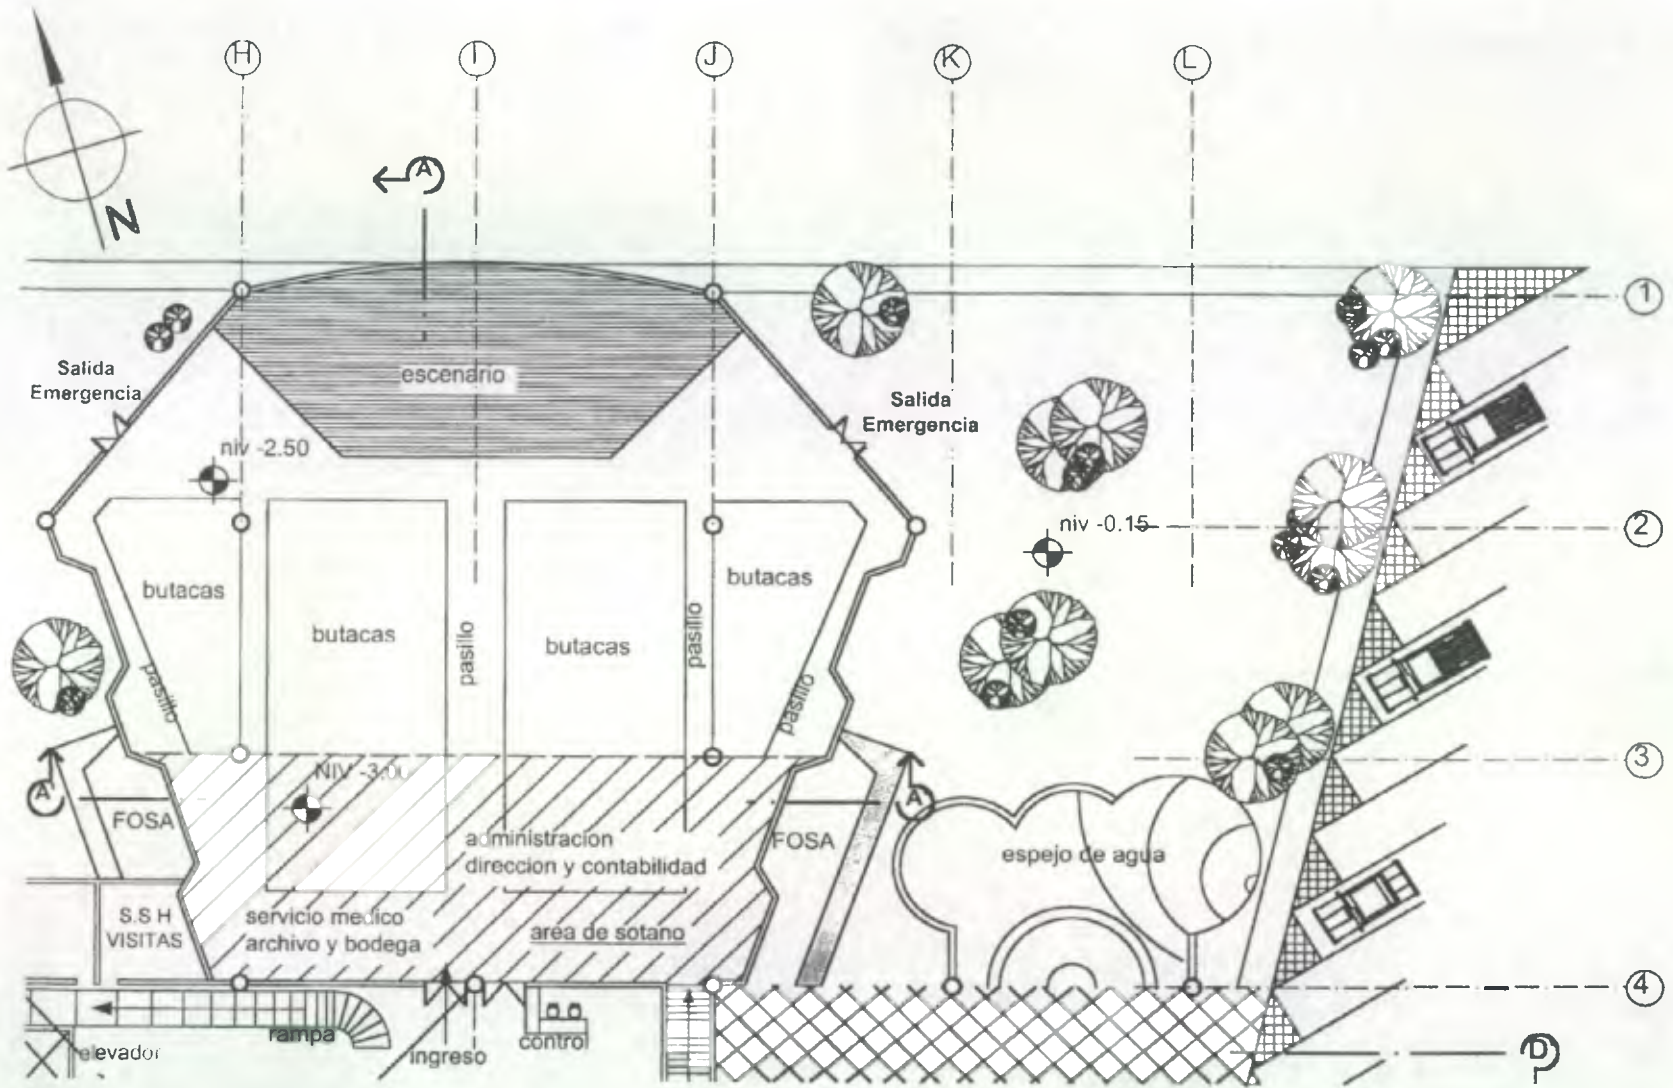 H
I
J
K
L
A
N
1
Salida
Emergencia
escenario
Salida
Emergencia
niv -2.50
niv -0.15
2
butacas
butacas
butacas
butacas
pasillo
pasillo
pasillo
pasillo
3
NIV -3.00
A
A
FOSA
administracion
direccion y contabilidad
FOSA
espejo de agua
S.S H
VISITAS
servicio medico
archivo y bodega
area de sotano
4
rampa
elevador
ingreso
control
D